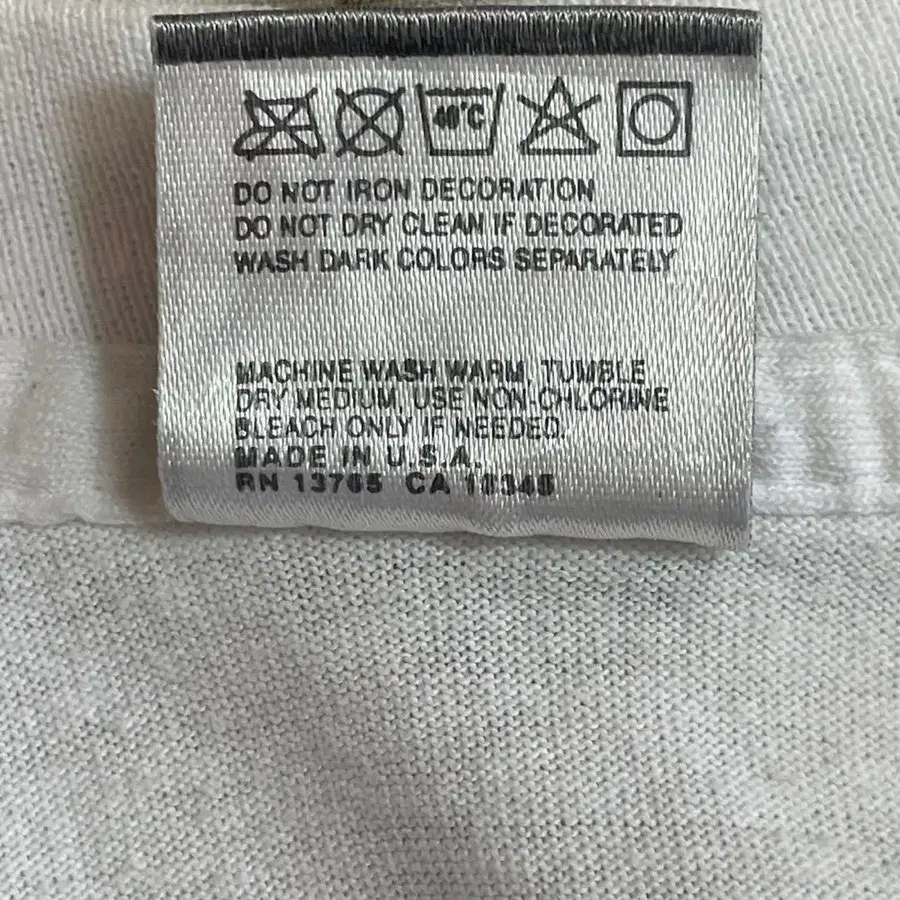 40°C
DO NOT IRON DECORATION
DO NOT DRY CLEAN IF DECORATED
WASH DARK COLORS SEPARATELY
MACHINE WASH WARM, TUMBLE
DRY MEDIUM, USE NON-CHLORINE
BLEACH ONLY IF NEEDED.
MADE IN U.S.A.
RN 13765 CA